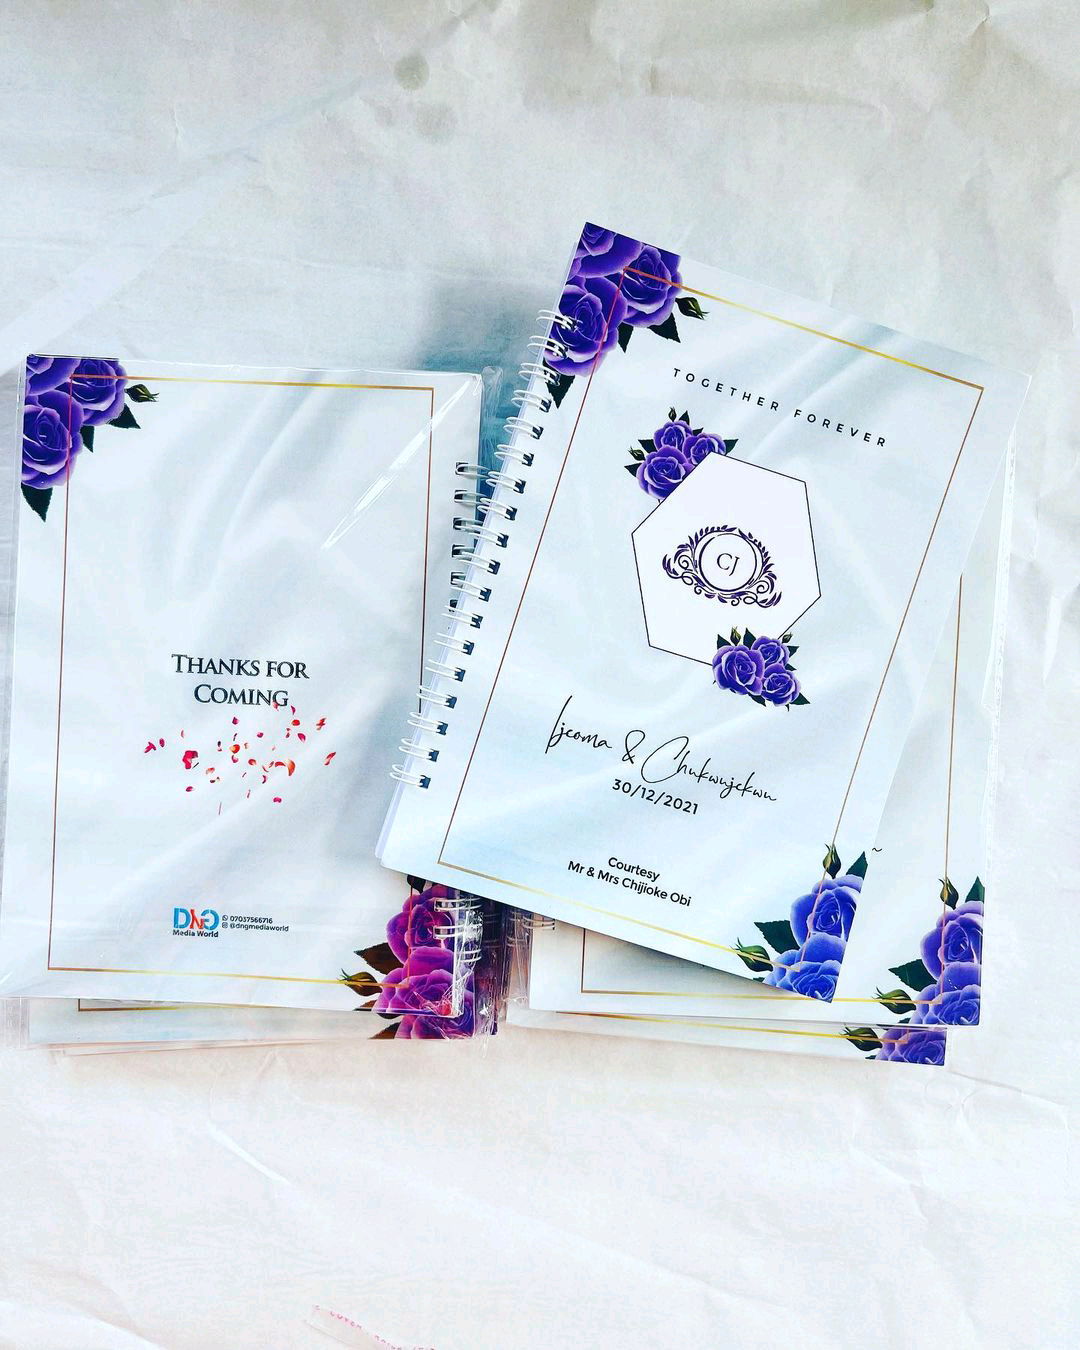 THANKS FOR
COMING
DNG
Media World
07037566716
@dngmediaworld
TOGETHER FOREVER
CJ
Ijeoma & Chukwujekwu
30/12/2021
Courtesy
Mr & Mrs Chijioke Obi